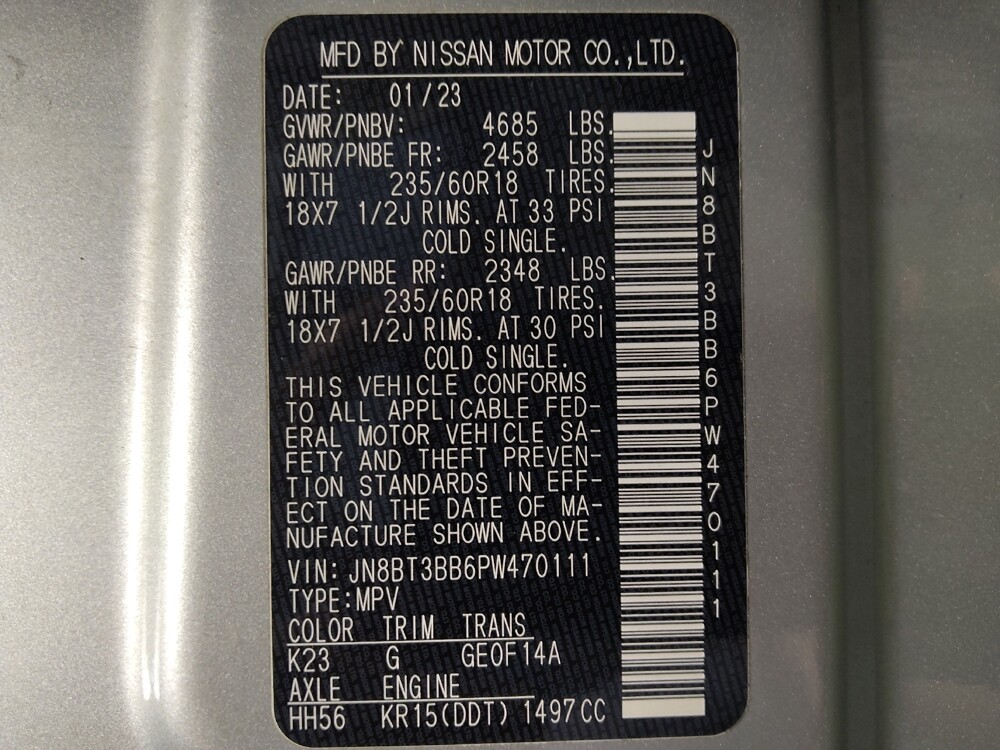 MFD BY NISSAN MOTOR CO.,LTD.
DATE: 01/23
GVWR/PNBV: 4685 LBS.
GAWR/PNBE FR: 2458 LBS.
WITH 235/60R18 TIRES.
18X7 1/2J RIMS. AT 33 PSI
COLD SINGLE.
GAWR/PNBE RR: 2348 LBS.
WITH 235/60R18 TIRES.
18X7 1/2J RIMS. AT 30 PSI
COLD SINGLE.
THIS VEHICLE CONFORMS
TO ALL APPLICABLE FED-
ERAL MOTOR VEHICLE SA-
FETY AND THEFT PREVEN-
TION STANDARDS IN EFF-
ECT ON THE DATE OF MA-
NUFACTURE SHOWN ABOVE.
VIN: JN8BT3BB6PW470111
TYPE:MPV
COLOR TRIM TRANS
K23 G GE0F14A
AXLE ENGINE
HH56 KR15(DDT) 1497CC
JN8BT3BB6PW470111